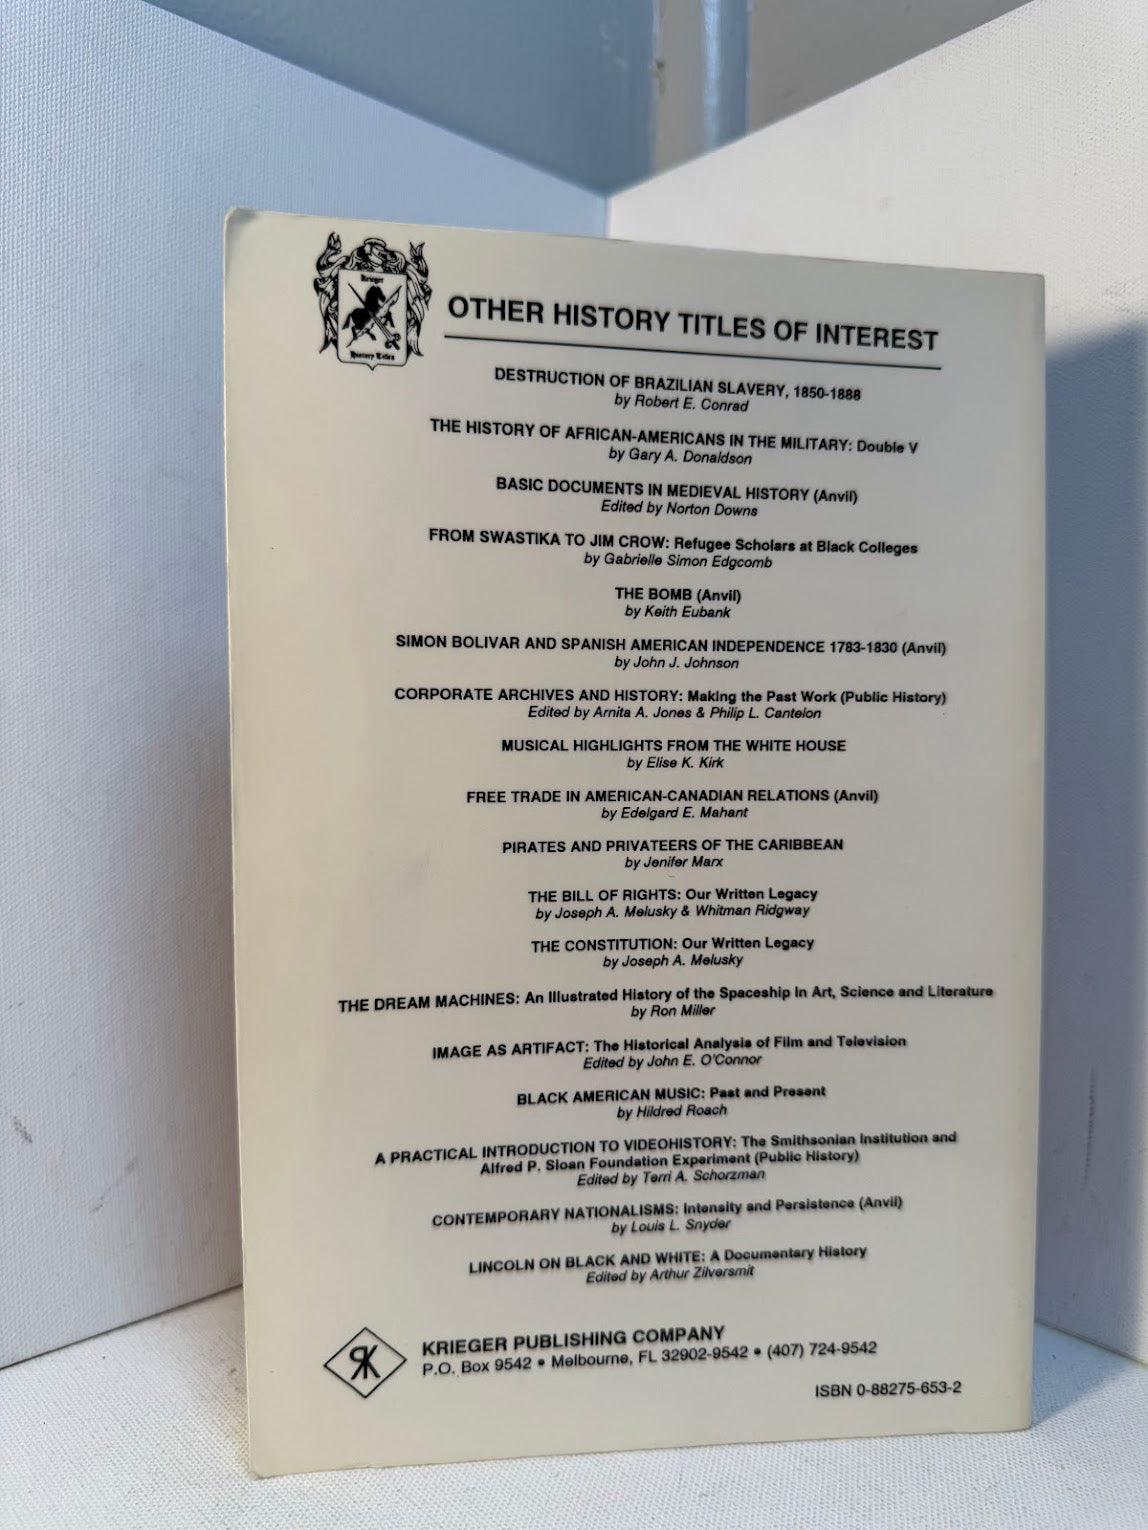 Krieger
History Titles
OTHER HISTORY TITLES OF INTEREST
DESTRUCTION OF BRAZILIAN SLAVERY, 1850-1888
by Robert E. Conrad
THE HISTORY OF AFRICAN-AMERICANS IN THE MILITARY: Double V
by Gary A. Donaldson
BASIC DOCUMENTS IN MEDIEVAL HISTORY (Anvil)
Edited by Norton Downs
FROM SWASTIKA TO JIM CROW: Refugee Scholars at Black Colleges
by Gabrielle Simon Edgcomb
THE BOMB (Anvil)
by Keith Eubank
SIMON BOLIVAR AND SPANISH AMERICAN INDEPENDENCE 1783-1830 (Anvil)
by John J. Johnson
CORPORATE ARCHIVES AND HISTORY: Making the Past Work (Public History)
Edited by Arnita A. Jones & Philip L. Cantelon
MUSICAL HIGHLIGHTS FROM THE WHITE HOUSE
by Elise K. Kirk
FREE TRADE IN AMERICAN-CANADIAN RELATIONS (Anvil)
by Edelgard E. Mahant
PIRATES AND PRIVATEERS OF THE CARIBBEAN
by Jenifer Marx
THE BILL OF RIGHTS: Our Written Legacy
by Joseph A. Melusky & Whitman Ridgway
THE CONSTITUTION: Our Written Legacy
by Joseph A. Melusky
THE DREAM MACHINES: An Illustrated History of the Spaceship In Art, Science and Literature
by Ron Miller
IMAGE AS ARTIFACT: The Historical Analysis of Film and Television
Edited by John E. O'Connor
BLACK AMERICAN MUSIC: Past and Present
by Hildred Roach
A PRACTICAL INTRODUCTION TO VIDEOHISTORY: The Smithsonian Institution and
Alfred P. Sloan Foundation Experiment (Public History)
Edited by Terri A. Schorzman
CONTEMPORARY NATIONALISMS: Intensity and Persistence (Anvil)
by Louis L. Snyder
LINCOLN ON BLACK AND WHITE: A Documentary History
Edited by Arthur Zilversmit
KRIEGER PUBLISHING COMPANY
P.O. Box 9542 • Melbourne, FL 32902-9542 • (407) 724-9542
ISBN 0-88275-653-2